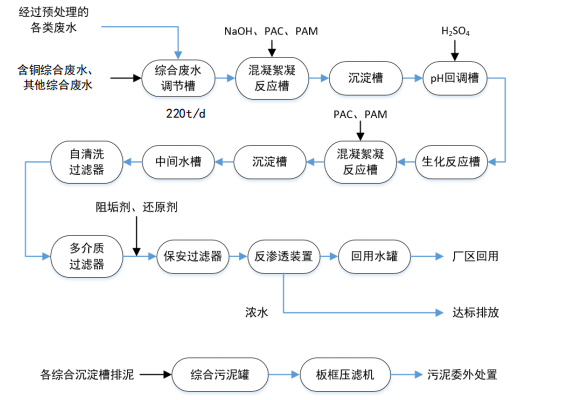 经过预处理的
各类废水
NaOH、PAC、PAM
H₂SO₄
含铜综合废水、
其他综合废水
综合废水
调节槽
混凝絮凝
反应槽
沉淀槽
pH回调槽
220t/d
PAC、PAM
自清洗
过滤器
中间水槽
沉淀槽
混凝絮凝
反应槽
生化反应槽
阻垢剂、还原剂
多介质
过滤器
保安过滤器
反渗透装置
回用水罐
厂区回用
浓水
达标排放
各综合沉淀槽排泥
综合污泥罐
板框压滤机
污泥委外处置